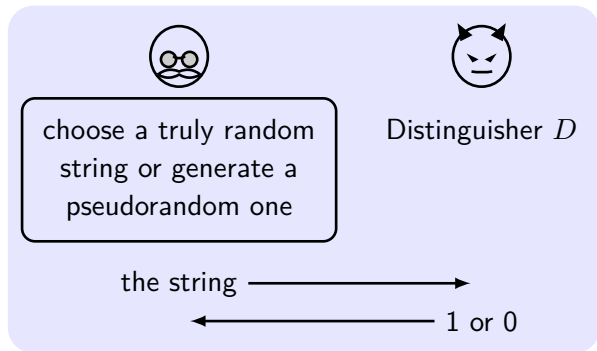 choose a truly random
string or generate a
pseudorandom one
Distinguisher D
the string
1 or 0